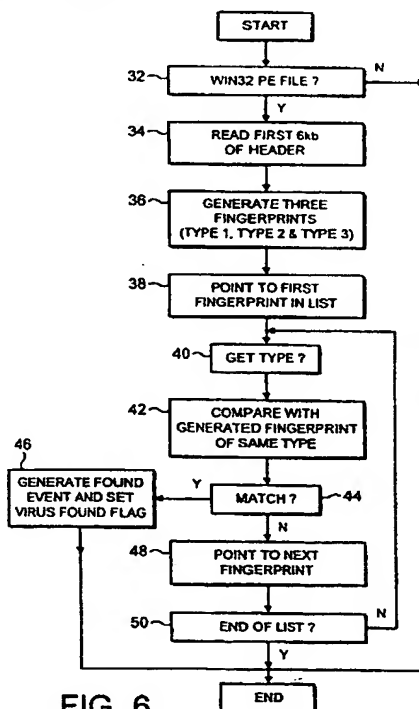 START
32
WIN32 PE FILE ?
N
Y
34
READ FIRST 6kb
OF HEADER
36
GENERATE THREE
FINGERPRINTS
(TYPE 1, TYPE 2 & TYPE 3)
38
POINT TO FIRST
FINGERPRINT IN LIST
40
GET TYPE ?
42
COMPARE WITH
GENERATED FINGERPRINT
OF SAME TYPE
46
GENERATE FOUND
EVENT AND SET
VIRUS FOUND FLAG
Y
MATCH ?
44
N
48
POINT TO NEXT
FINGERPRINT
50
END OF LIST ?
N
Y
END
FIG. 6